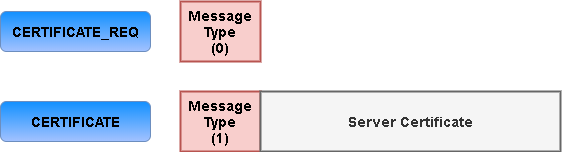 CERTIFICATE_REQ
Message
Type
(0)
CERTIFICATE
Message
Type
(1)
Server Certificate